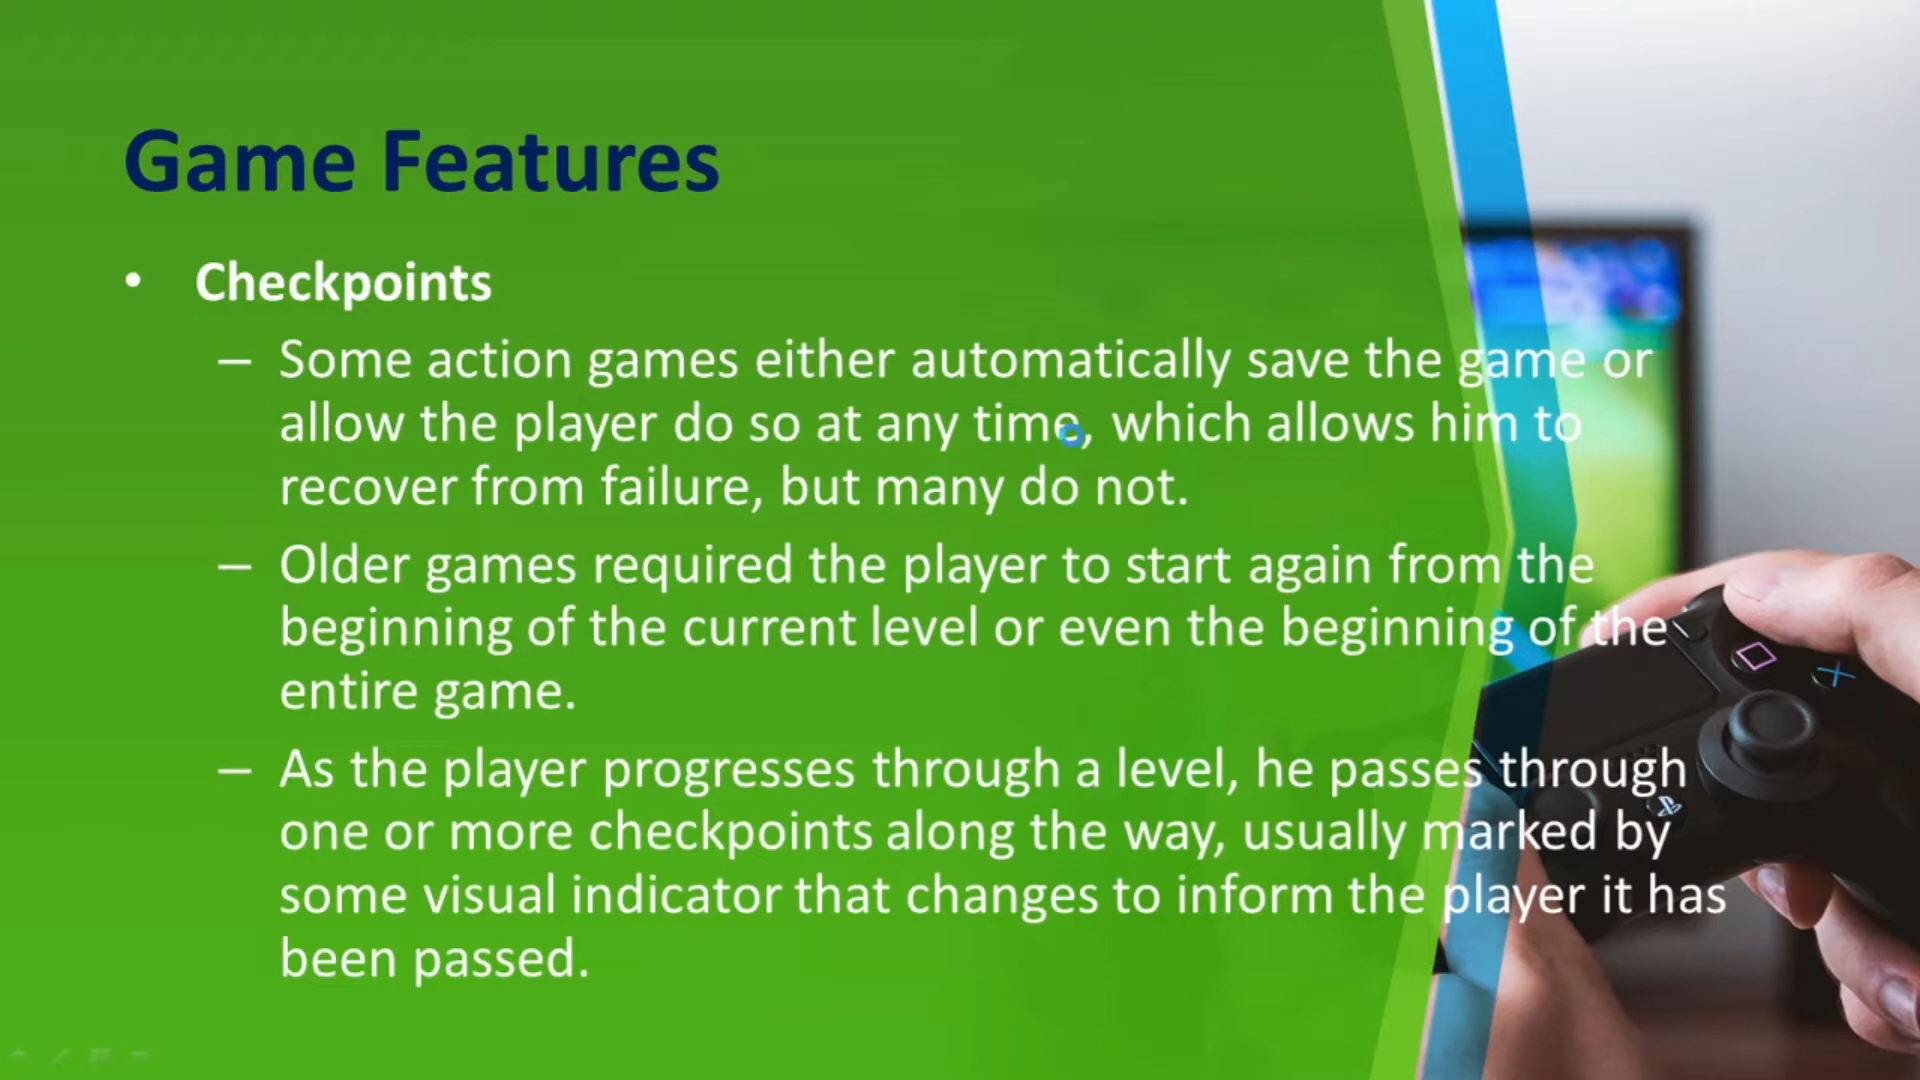 Game Features
• Checkpoints
– Some action games either automatically save the game or
allow the player do so at any time, which allows him to
recover from failure, but many do not.
– Older games required the player to start again from the
beginning of the current level or even the beginning of the
entire game.
– As the player progresses through a level, he passes through
one or more checkpoints along the way, usually marked by
some visual indicator that changes to inform the player it has
been passed.